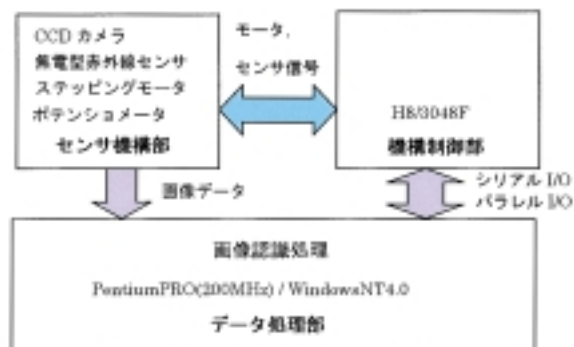 CCD カメラ
焦電型赤外線センサ
ステッピングモータ
ポテンショメータ
センサ機構部
モータ,
センサ信号
H8/3048F
機構制御部
画像データ
シリアル I/O
パラレル I/O
画像認識処理
PentiumPRO(200MHz) / WindowsNT4.0
データ処理部